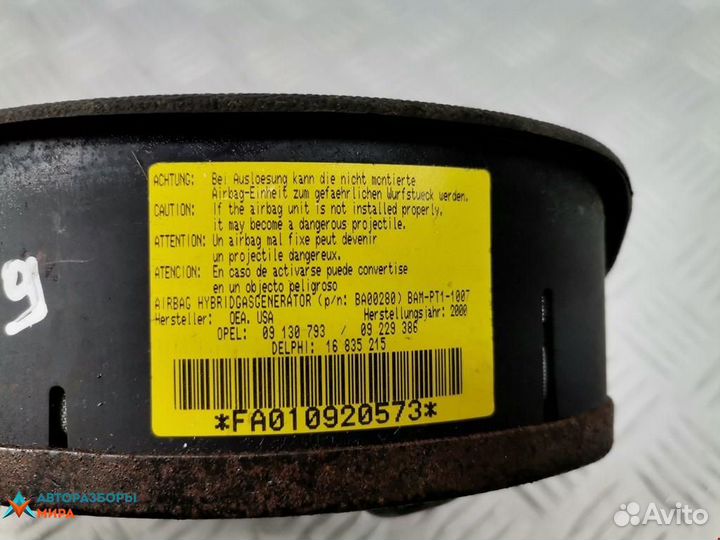 ACHTUNG: Bei Ausloesung kann die nicht montierte
Airbag-Einheit zum gefaehrlichen Wurfstueck werden.
CAUTION: If the airbag unit is not installed properly,
it may become a dangerous projectile.
ATTENTION: Un airbag mal fixe peut devenir
un projectile dangereux.
ATENCION: En caso de activarse puede convertise
en un objecto peligroso
AIRBAG HYBRIDGASGENERATOR (p/n: BA00280) BAM-PT1-1007
Hersteller: OEA. USA Herstellungsjahr: 2000
OPEL: 09 130 793 / 09 229 386
DELPHI: 16 835 215
*FA010920573*
9
АВТОРАЗБОРЫ
МИРА
Avito